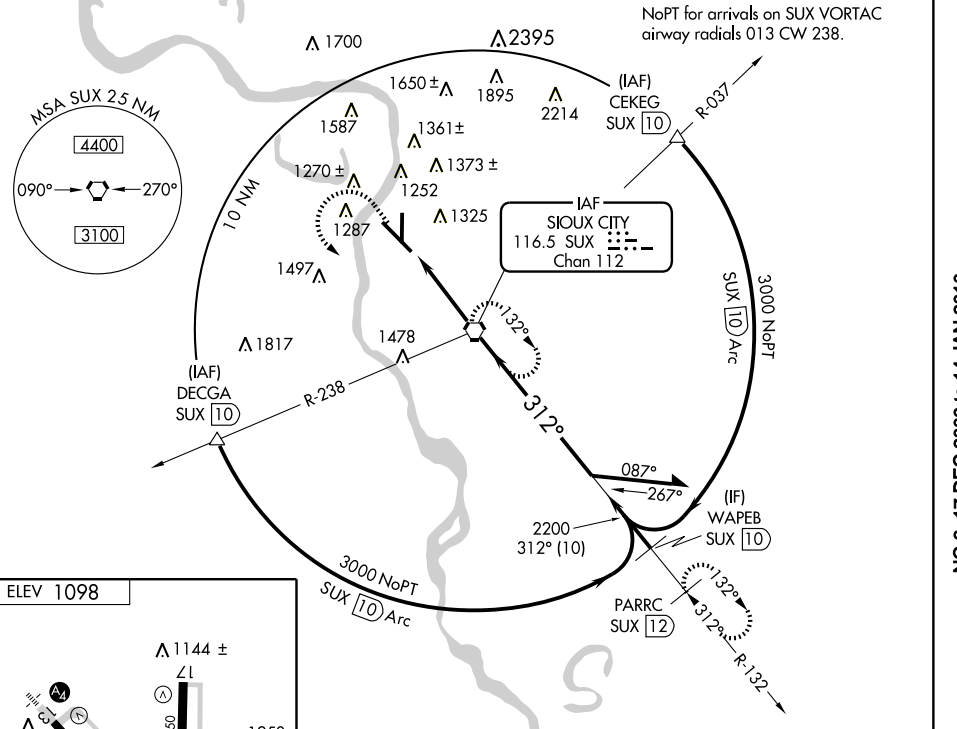 NoPT for arrivals on SUX VORTAC
airway radials 013 CW 238.
1700
2395
1650 ±
1895
(IAF)
CEKEG
SUX 10
R-037
MSA SUX 25 NM
4400
090°
270°
3100
1587
2214
1361±
1270 ±
1373 ±
1252
10 NM
1287
1325
IAF
SIOUX CITY
116.5 SUX
Chan 112
1497
3000 NoPT
SUX 10 Arc
132°
1817
1478
(IAF)
DECGA
SUX 10
R-238
312°
087°
267°
(IF)
WAPEB
SUX 10
2200
312° (10)
3000 NoPT
SUX 10 Arc
132°
PARRC
SUX 12
312°
R-132
ELEV 1098
1144 ±
17
A4
13
V
V
50
S